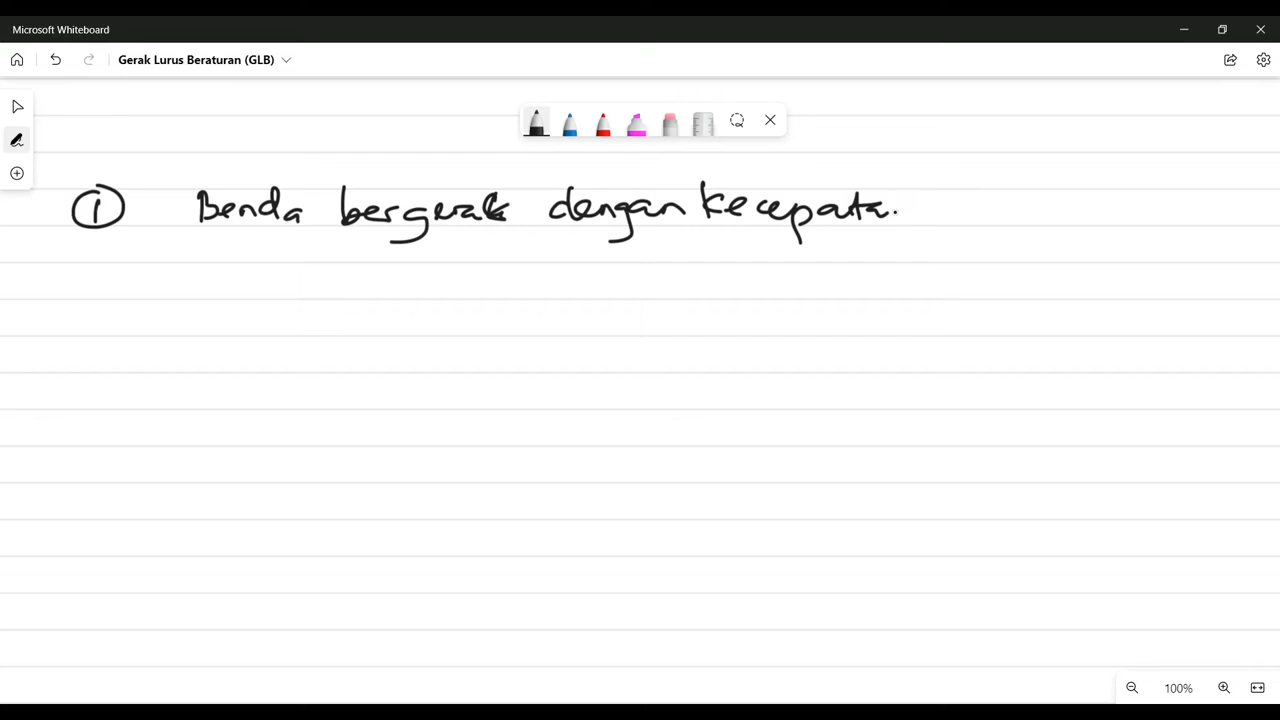 Microsoft Whiteboard
Gerak Lurus Beraturan (GLB)
① Benda bergerak dengan kecepata.
100%